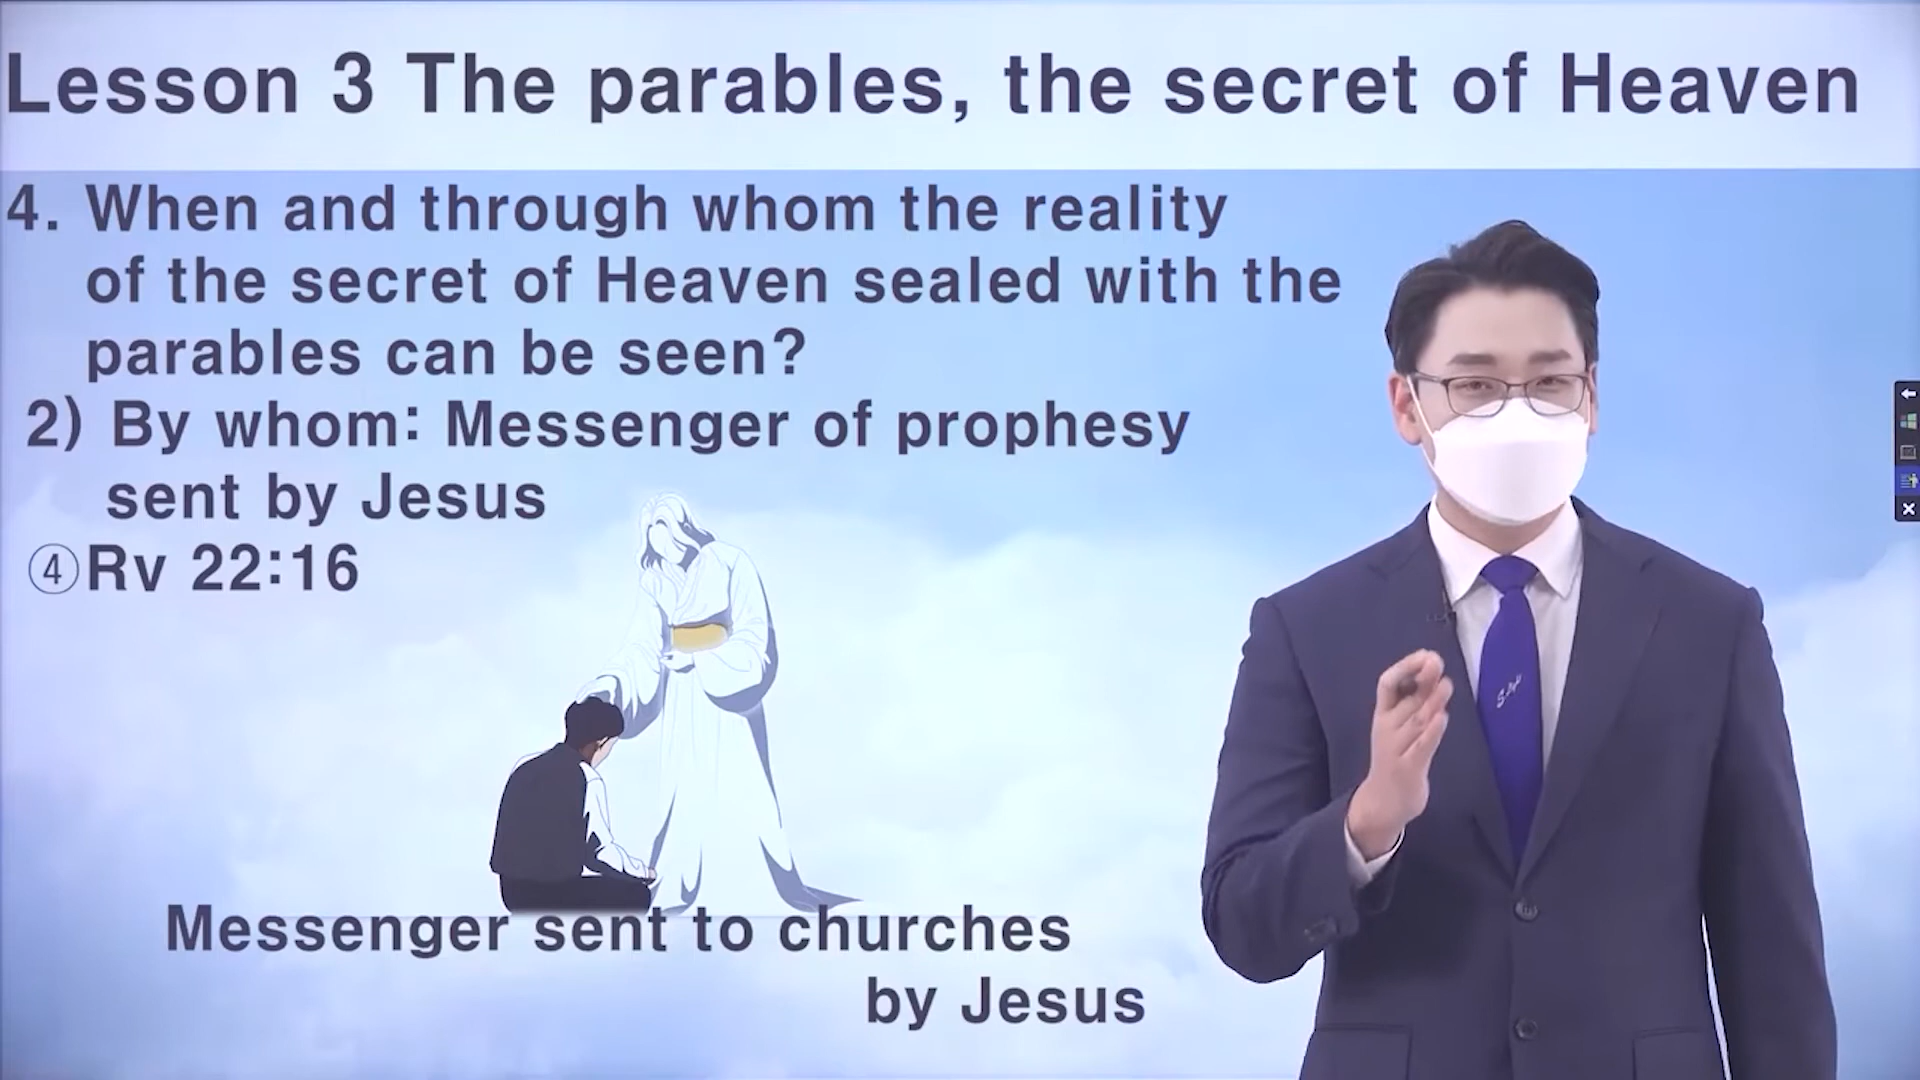 Lesson 3 The parables, the secret of Heaven
4. When and through whom the reality
of the secret of Heaven sealed with the
parables can be seen?
2) By whom: Messenger of prophesy
sent by Jesus
④Rv 22:16
Messenger sent to churches
by Jesus